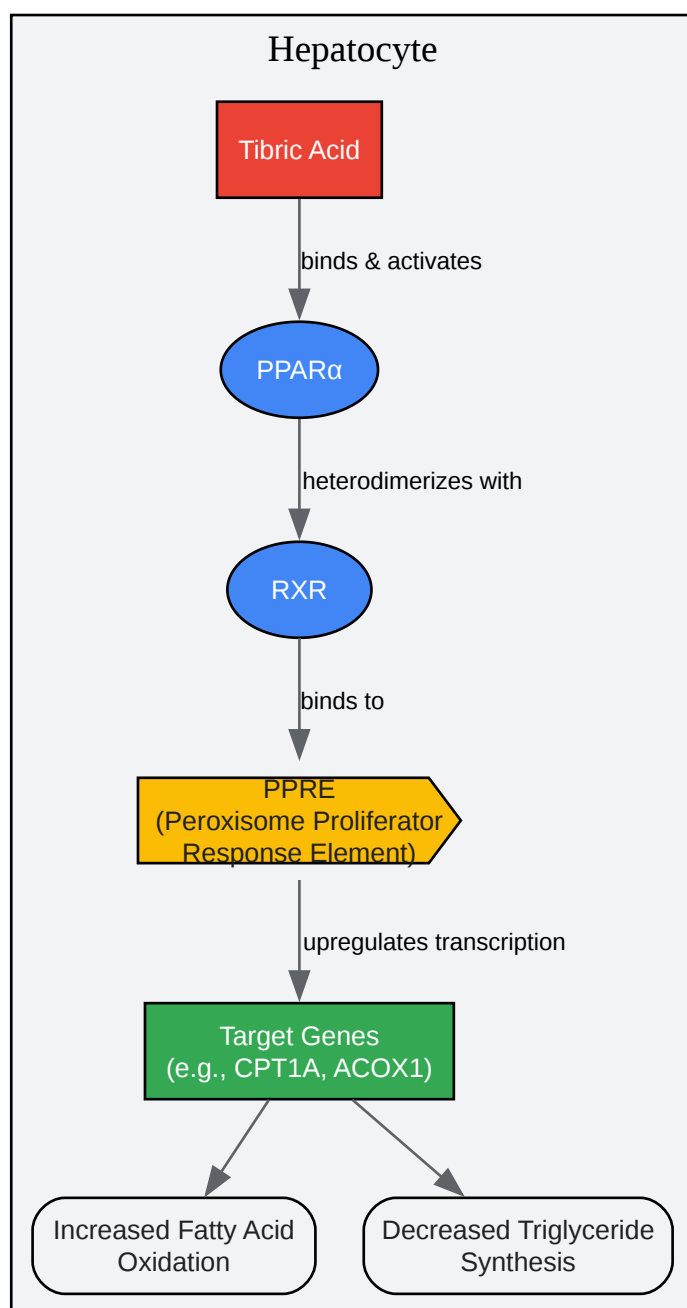 Hepatocyte
Tibric Acid
binds & activates
PPARα
heterodimerizes with
RXR
binds to
PPRE
(Peroxisome Proliferator
Response Element)
upregulates transcription
Target Genes
(e.g., CPT1A, ACOX1)
Increased Fatty Acid
Oxidation
Decreased Triglyceride
Synthesis